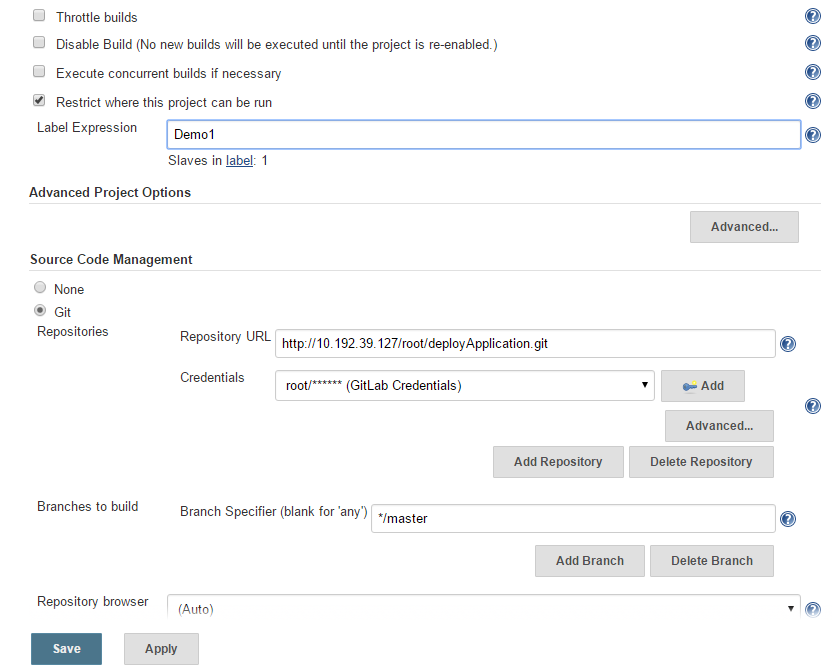 Throttle builds
Disable Build (No new builds will be executed until the project is re-enabled.)
Execute concurrent builds if necessary
Restrict where this project can be run
Label Expression
Demo1
Slaves in label: 1
Advanced Project Options
Advanced...
Source Code Management
None
Git
Repositories
Repository URL
http://10.192.39.127/root/deployApplication.git
Credentials
root/****** (GitLab Credentials)
Add
Advanced...
Add Repository
Delete Repository
Branches to build
Branch Specifier (blank for 'any')
*/master
Add Branch
Delete Branch
Repository browser
(Auto)
Save
Apply